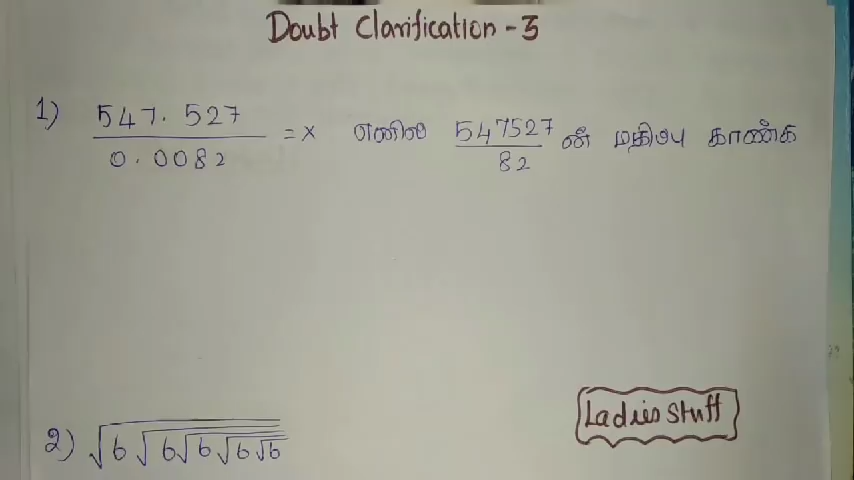 Doubt Clarification - 3
1) 547.527 / 0.0082 = x எனில் 547527 / 82 ன் மதிப்பு காண்க
Ladies Stuff
2) √6√6√6√6√6